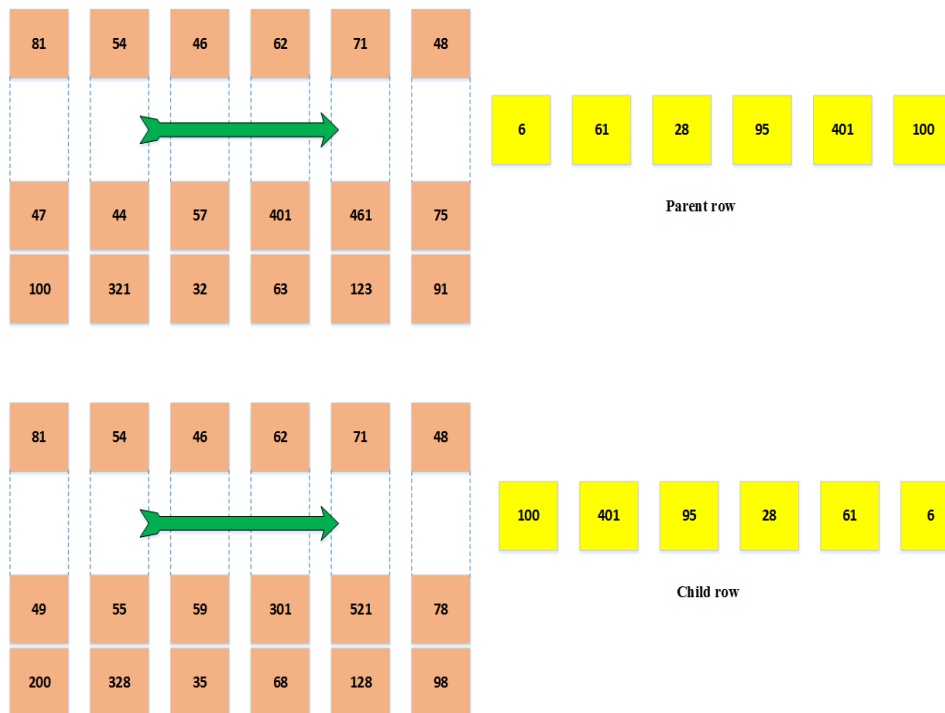 81 54 46 62 71 48
6 61 28 95 401 100
Parent row
47 44 57 401 461 75
100 321 32 63 123 91
81 54 46 62 71 48
100 401 95 28 61 6
Child row
49 55 59 301 521 78
200 328 35 68 128 98